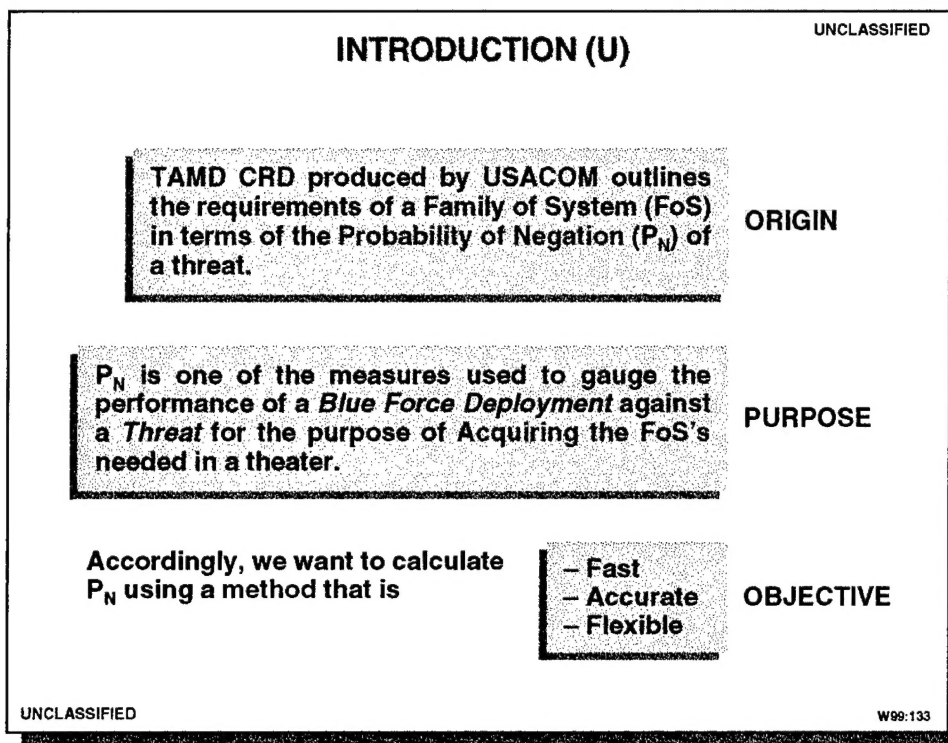 UNCLASSIFIED
INTRODUCTION (U)
TAMD CRD produced by USACOM outlines
the requirements of a Family of System (FoS)
in terms of the Probability of Negation (PN) of
a threat.
ORIGIN
PN is one of the measures used to gauge the
performance of a Blue Force Deployment against
a Threat for the purpose of Acquiring the FoS's
needed in a theater.
PURPOSE
Accordingly, we want to calculate
PN using a method that is
– Fast
– Accurate
– Flexible
OBJECTIVE
UNCLASSIFIED
W99:133